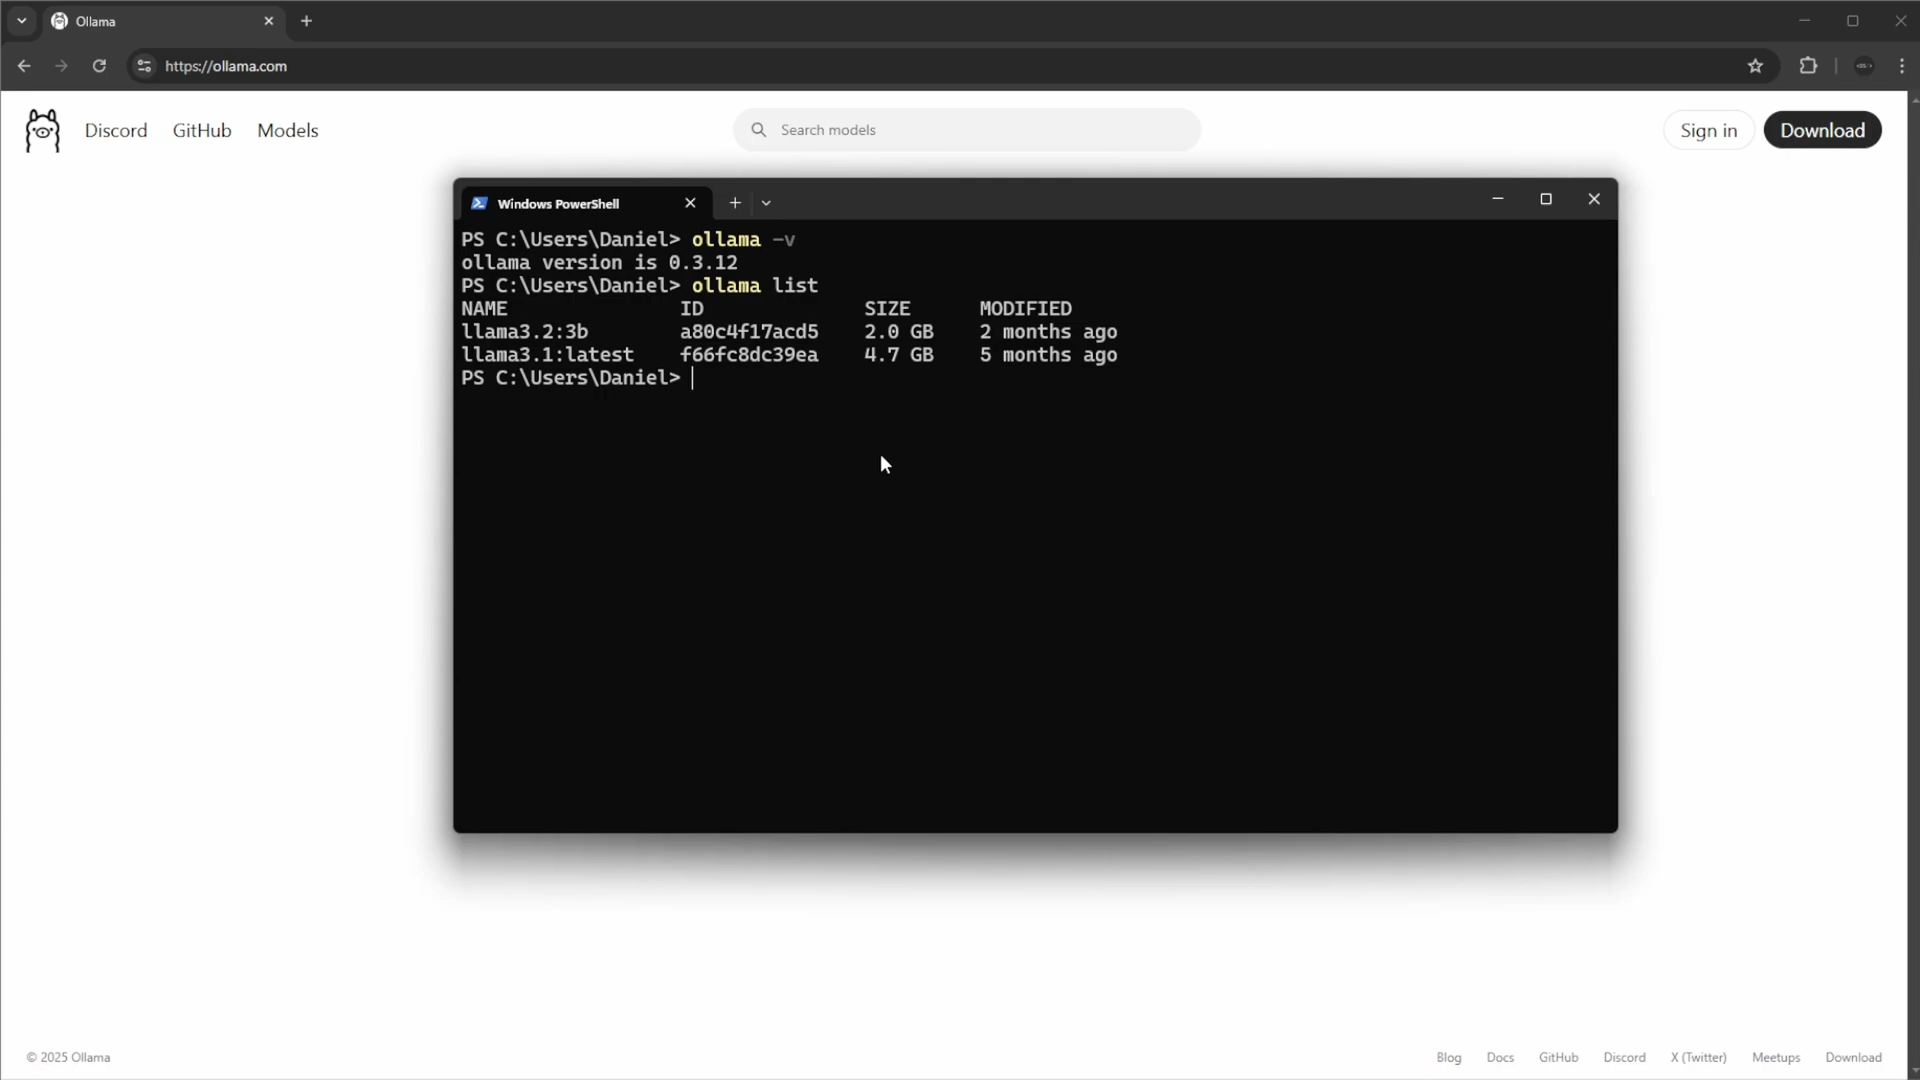 Ollama
https://ollama.com
Discord GitHub Models
Search models
Sign in Download
Windows PowerShell
PS C:\Users\Daniel> ollama -v
ollama version is 0.3.12
PS C:\Users\Daniel> ollama list
NAME ID SIZE MODIFIED
llama3.2:3b a80c4f17acd5 2.0 GB 2 months ago
llama3.1:latest f66fc8dc39ea 4.7 GB 5 months ago
PS C:\Users\Daniel>
© 2025 Ollama
Blog Docs GitHub Discord X (Twitter) Meetups Download